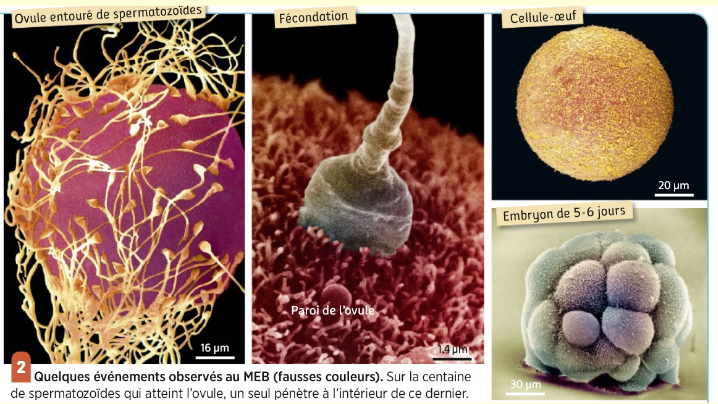 Ovule entouré de spermatozoïdes
Fécondation
Cellule-œuf
16 µm
Paroi de l'ovule
1,4 µm
20 µm
Embryon de 5-6 jours
30 µm
2 Quelques événements observés au MEB (fausses couleurs). Sur la centaine
de spermatozoïdes qui atteint l'ovule, un seul pénètre à l'intérieur de ce dernier.